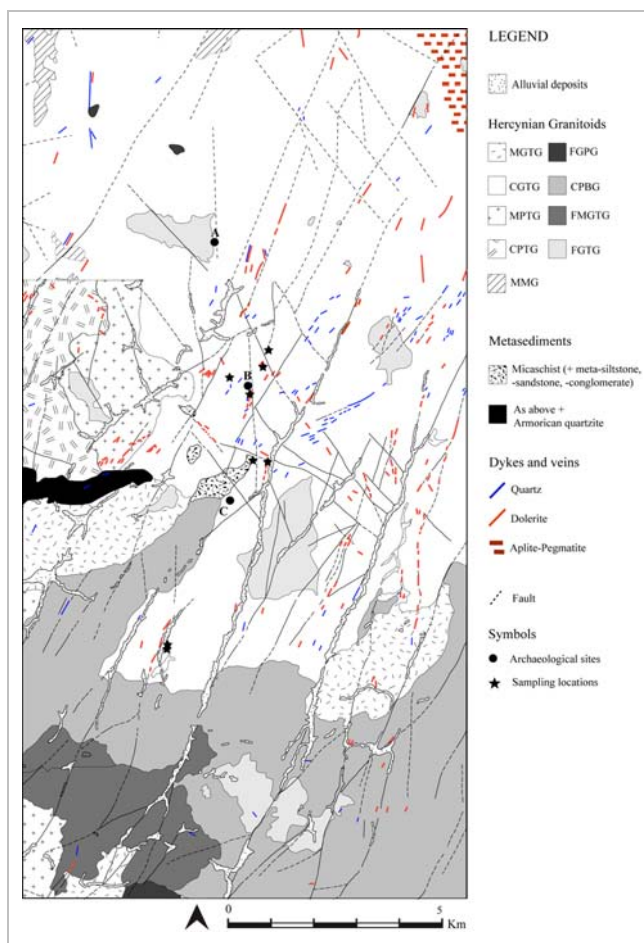 LEGEND
Alluvial deposits
Hercynian Granitoids
MGTG FGPG
CGTG CPBG
MPTG FMGTG
CPTG FGTG
MMG
A
B
C
Metasediments
Micaschist (+ meta-siltstone,
-sandstone, -conglomerate)
As above +
Armorican quartzite
Dykes and veins
Quartz
Dolerite
Aplite-Pegmatite
Fault
Symbols
Archaeological sites
Sampling locations
0 5
Km